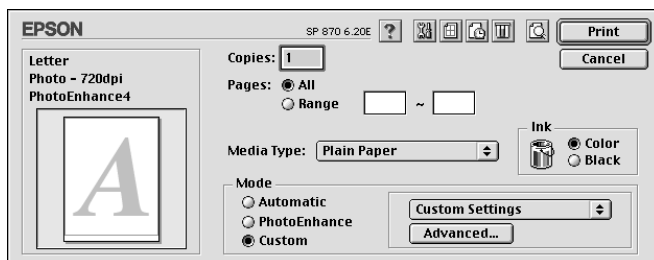 EPSON
SP 870 6.20E
?
Print
Cancel
Letter
Photo - 720dpi
PhotoEnhance4
A
Copies: 1
Pages: All
Range ~
Media Type: Plain Paper
Ink
Color
Black
Mode
Automatic
PhotoEnhance
Custom
Custom Settings
Advanced...